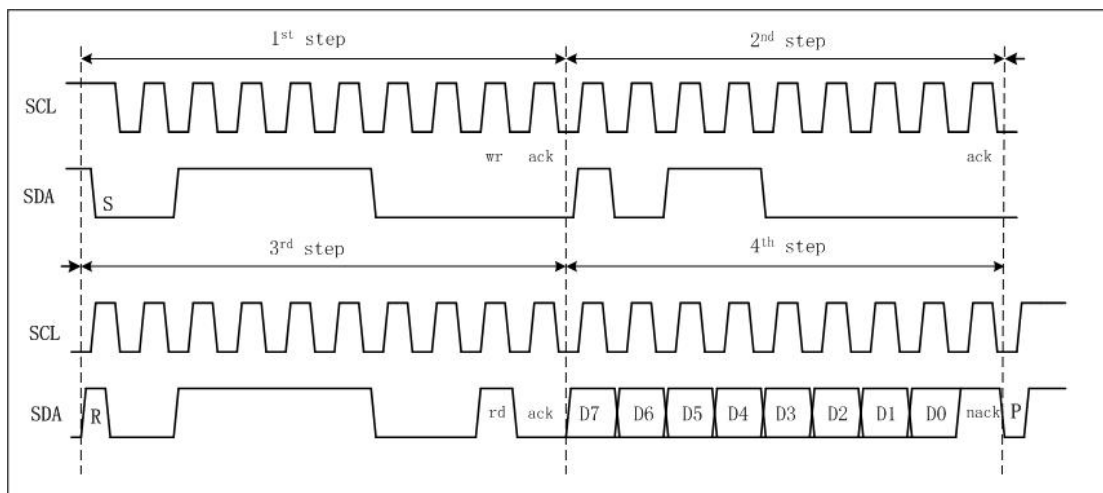 1st step 2nd step
SCL
wr ack ack
SDA S
3rd step 4th step
SCL
SDA R rd ack D7 D6 D5 D4 D3 D2 D1 D0 nack P